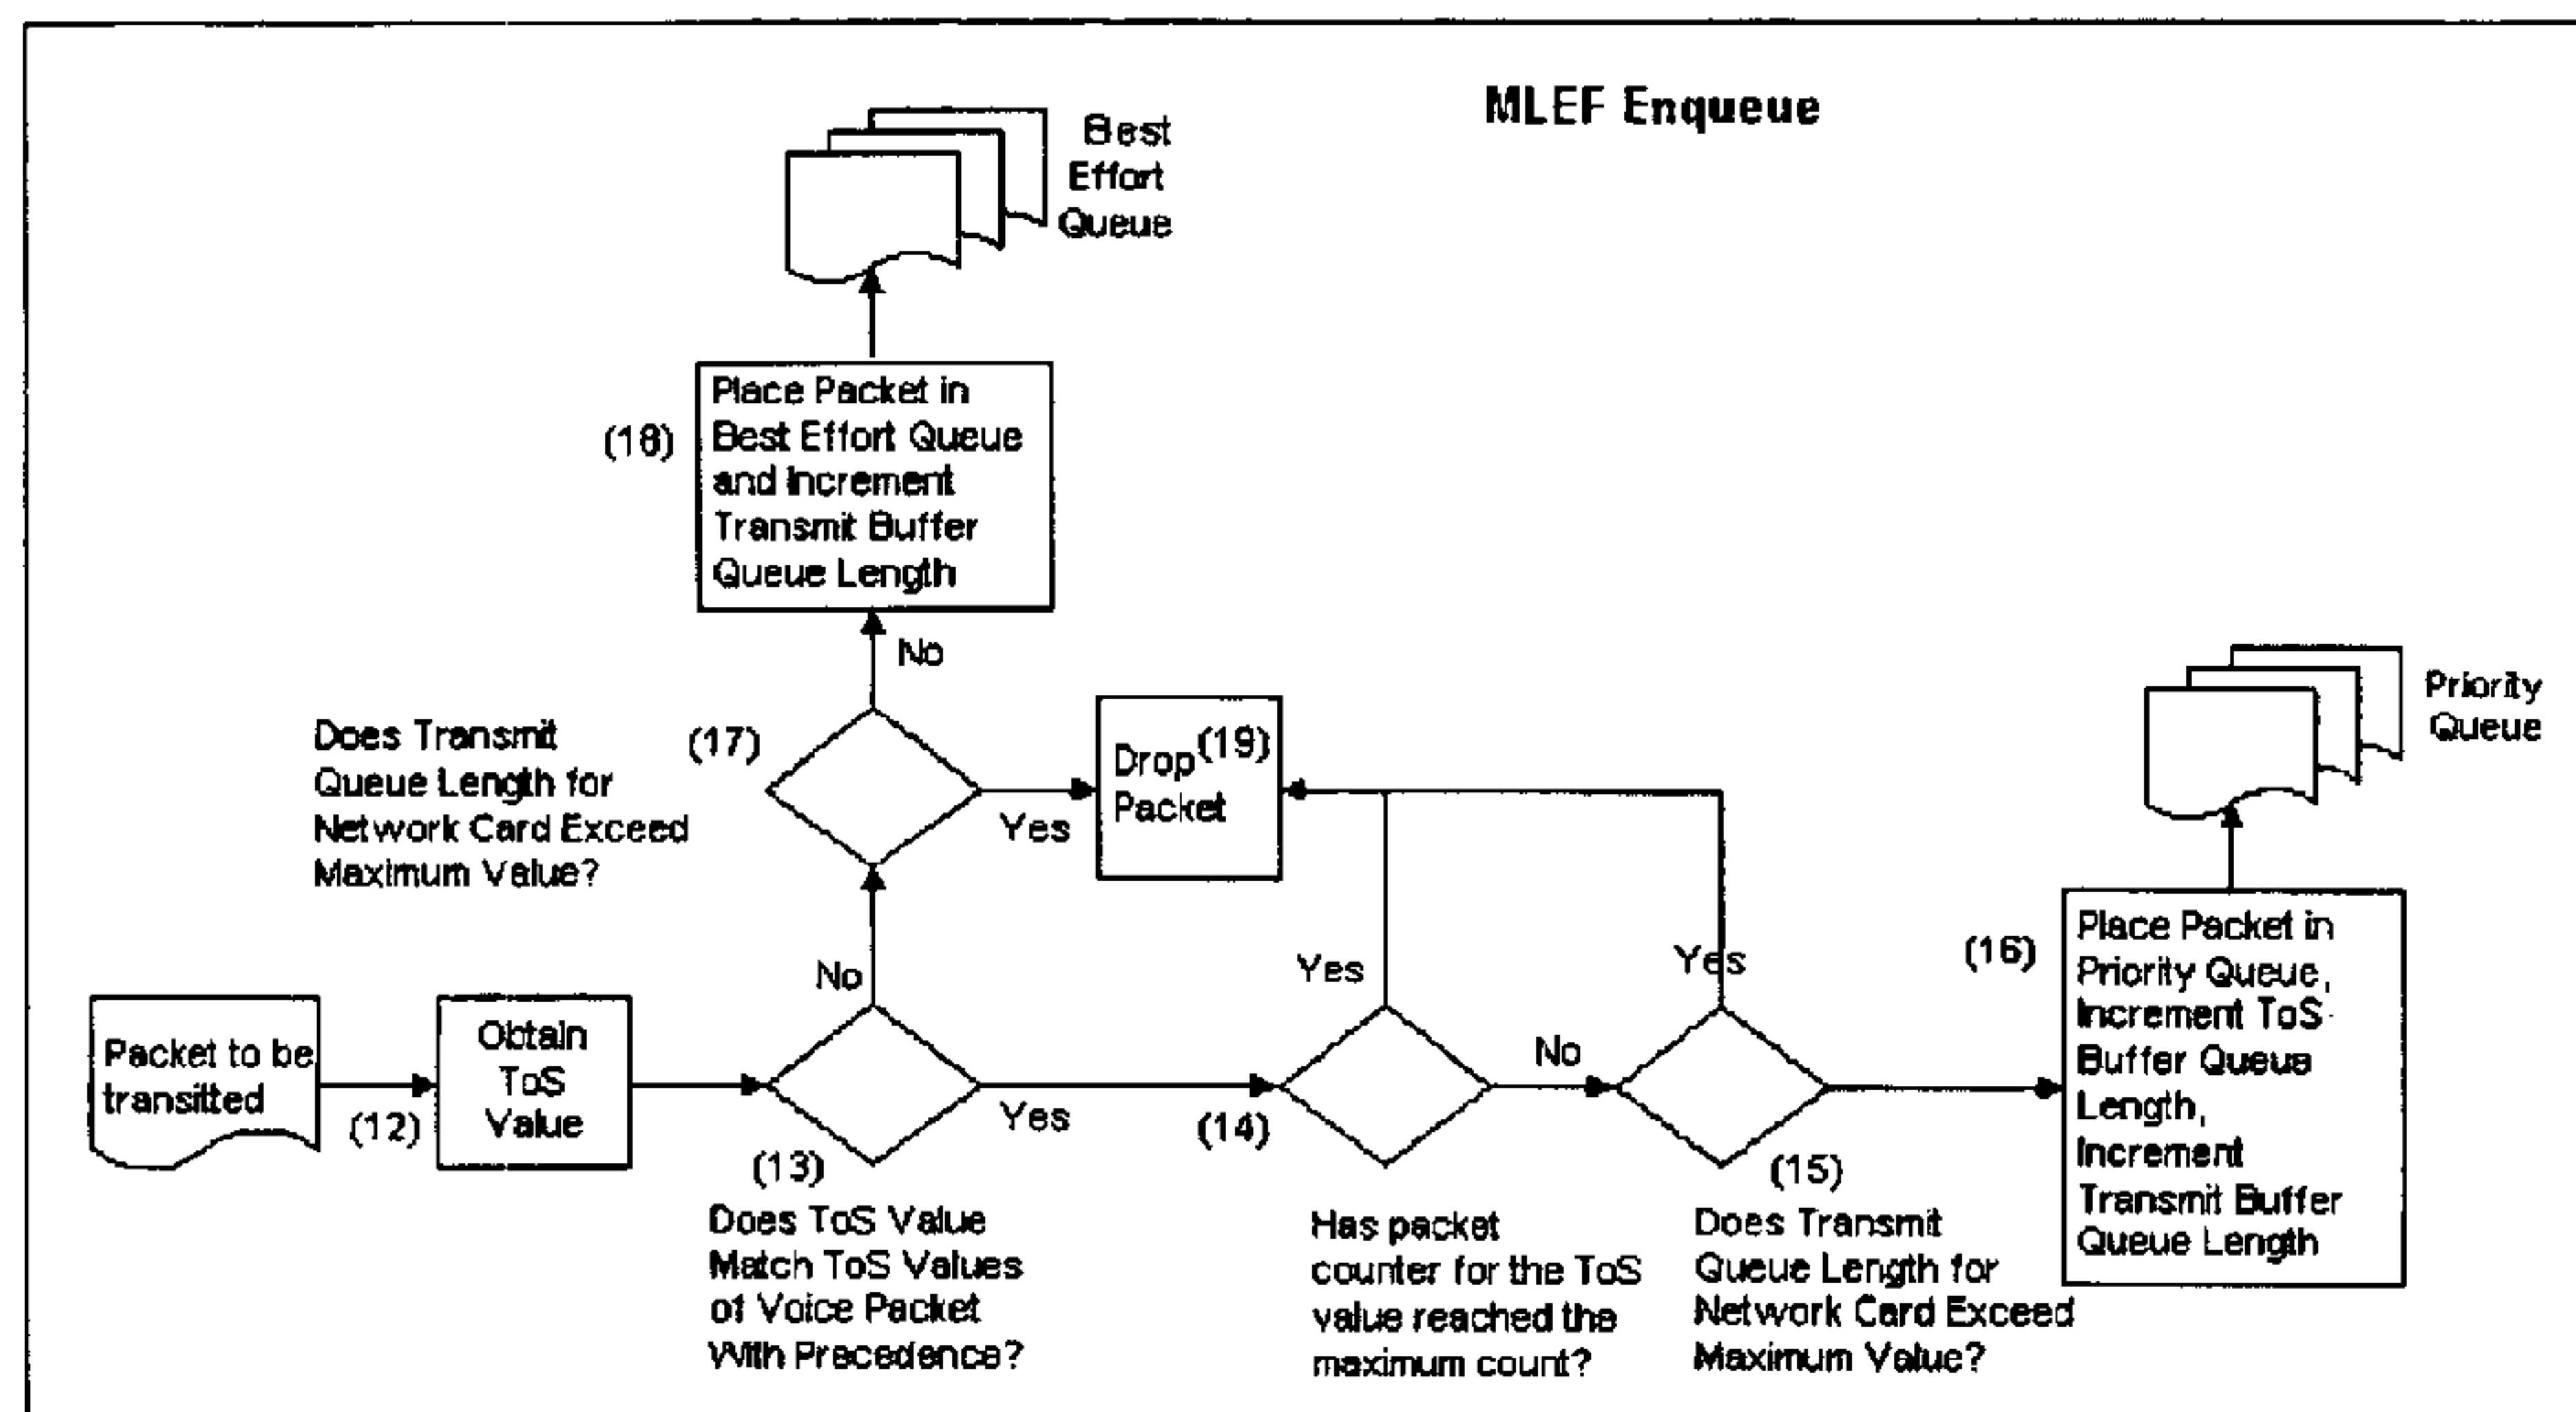 MLEF Enqueue
Best
Effort
Queue
Place Packet in
Best Effort Queue
and Increment
Transmit Buffer
Queue Length
(18)
No
Does Transmit
Queue Length for
Network Card Exceed
Maximum Value?
(17)
Yes
Drop (19)
Packet
Priority
Queue
No
Yes
Yes
(16)
Place Packet in
Priority Queue,
Increment ToS
Buffer Queue
Length,
Increment
Transmit Buffer
Queue Length
Packet to be
transitted
(12)
Obtain
ToS
Value
(13)
Does ToS Value
Match ToS Values
of Voice Packet
With Precedence?
Yes
(14)
Has packet
counter for the ToS
value reached the
maximum count?
No
(15)
Does Transmit
Queue Length for
Network Card Exceed
Maximum Value?